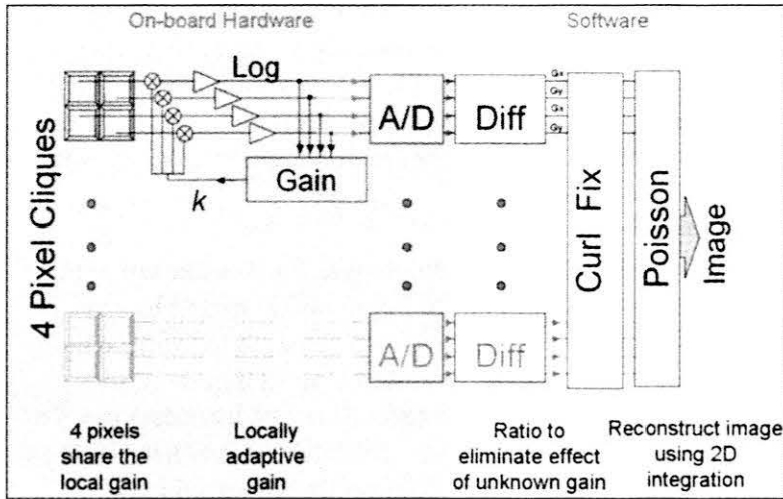 On-board Hardware
Software
4 Pixel Cliques
Log
Gx
Gy
Gx
Gy
A/D
Diff
Gain
k
Curl Fix
Poisson
Image
A/D
Diff
4 pixels
share the
local gain
Locally
adaptive
gain
Ratio to
eliminate effect
of unknown gain
Reconstruct image
using 2D
integration